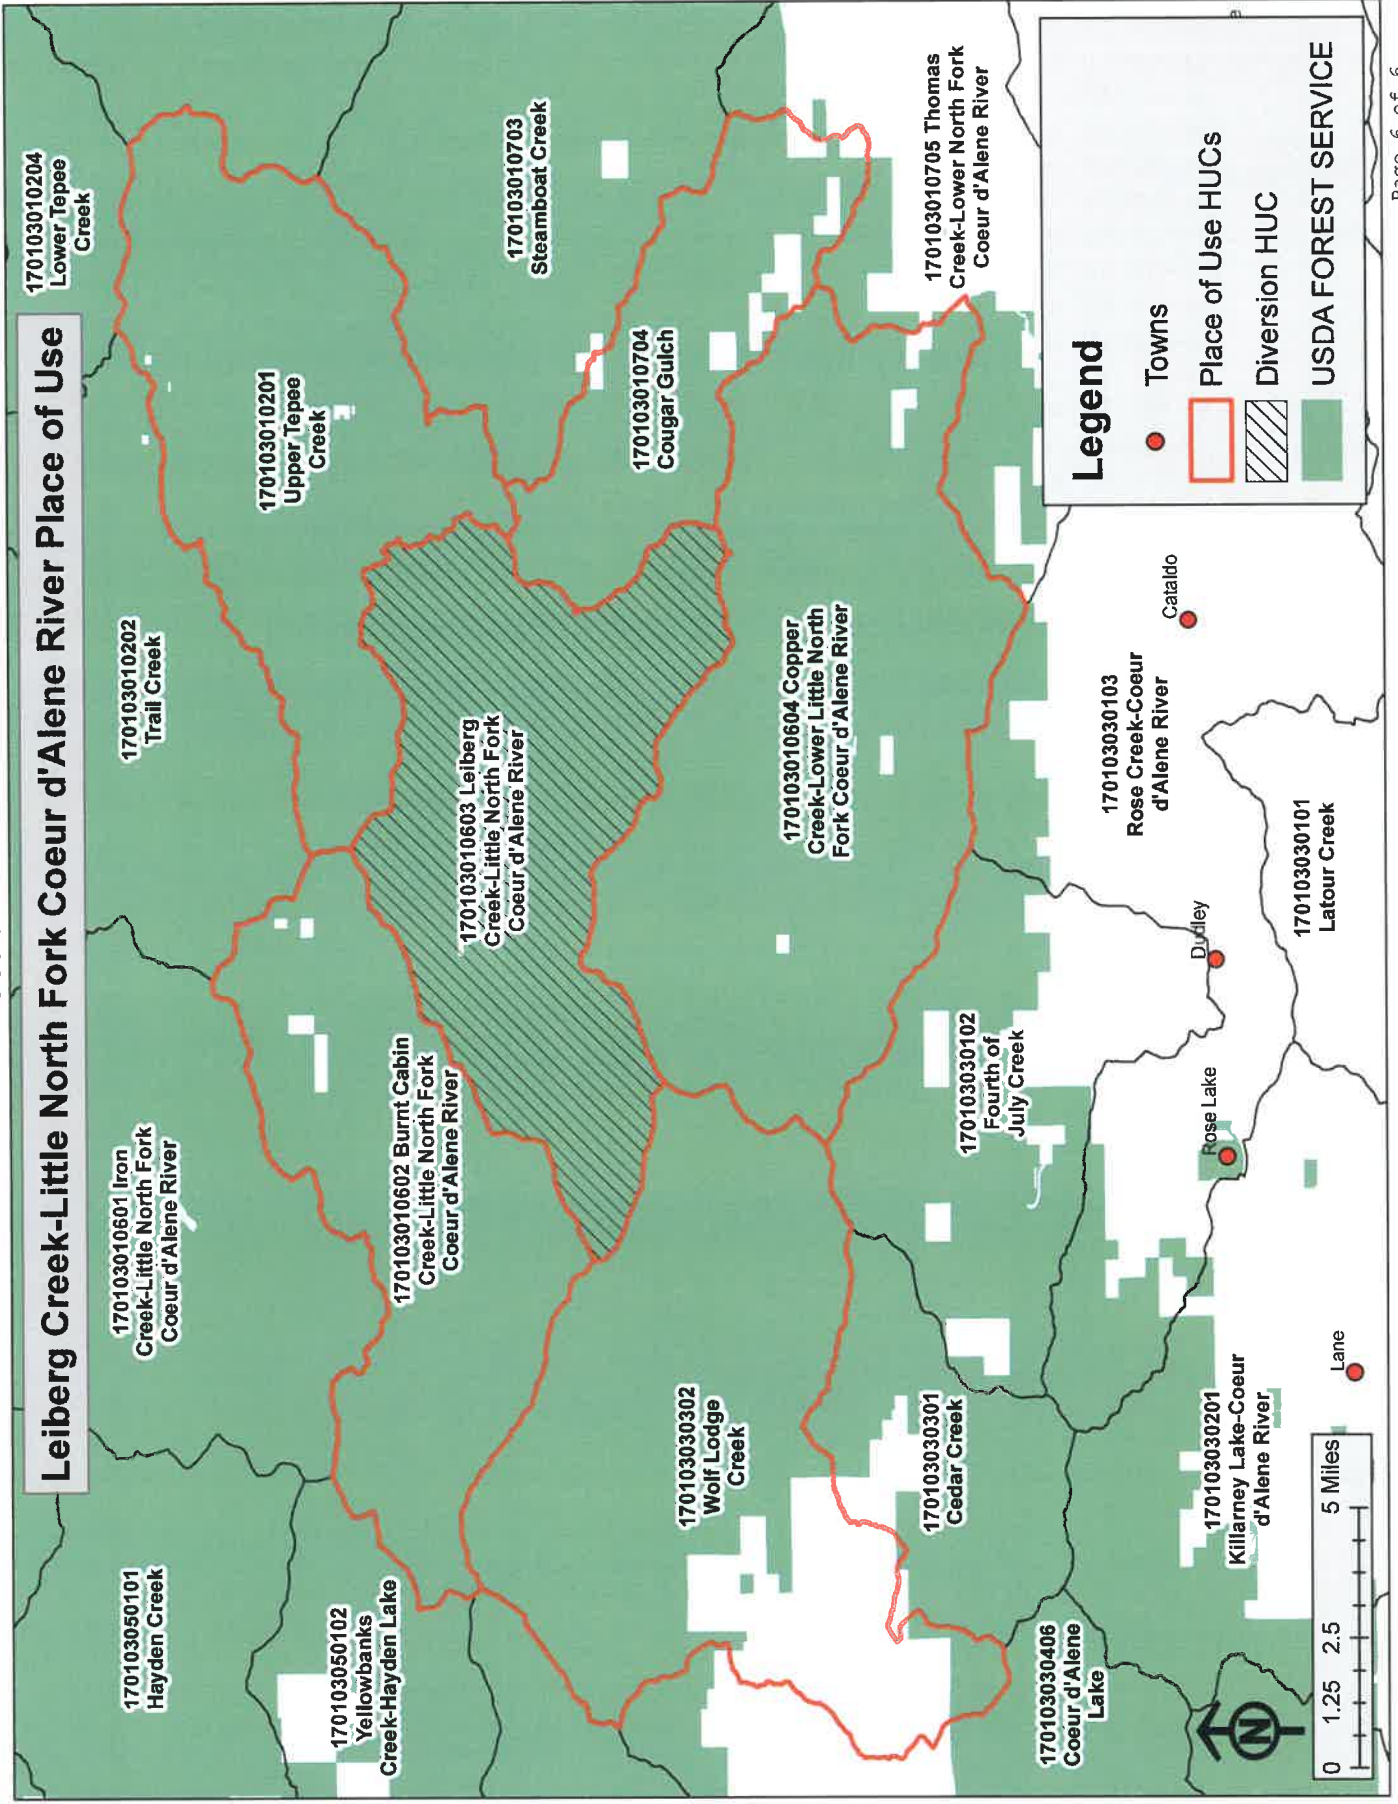 Leiberg Creek-Little North Fork Coeur d'Alene River Place of Use
170103050101
Hayden Creek
170103010601 Iron
Creek-Little North Fork
Coeur d'Alene River
170103010202
Trail Creek
170103010204
Lower Tepee
Creek
170103050102
Yellowbanks
Creek-Hayden Lake
170103010602 Burnt Cabin
Creek-Little North Fork
Coeur d'Alene River
170103010201
Upper Tepee
Creek
170103010603 Leiberg
Creek-Little North Fork
Coeur d'Alene River
170103010703
Steamboat Creek
170103010704
Cougar Gulch
170103030302
Wolf Lodge
Creek
170103010604 Copper
Creek-Lower Little North
Fork Coeur d'Alene River
170103010705 Thomas
Creek-Lower North Fork
Coeur d'Alene River
170103030301
Cedar Creek
170103030102
Fourth of
July Creek
170103030406
Coeur d'Alene
Lake
170103030103
Rose Creek-Coeur
d'Alene River
Cataldo
Dudley
Rose Lake
170103030201
Killarney Lake-Coeur
d'Alene River
170103030101
Latour Creek
Lane
Legend
Towns
Place of Use HUCs
Diversion HUC
USDA FOREST SERVICE
N
0 1.25 2.5 5 Miles
Page 6 of 6